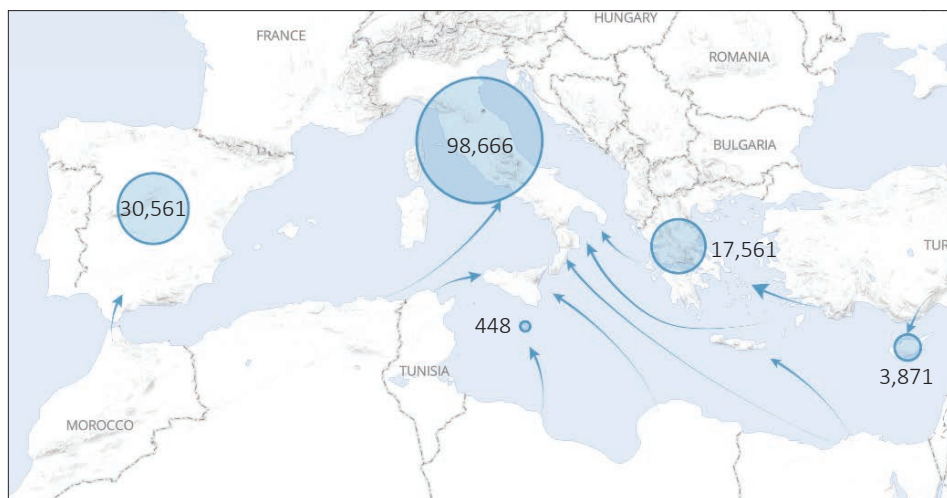 HUNGARY
FRANCE
ROMANIA
98,666
BULGARIA
30,561
17,561
TUR
448
TUNISIA
3,871
MOROCCO